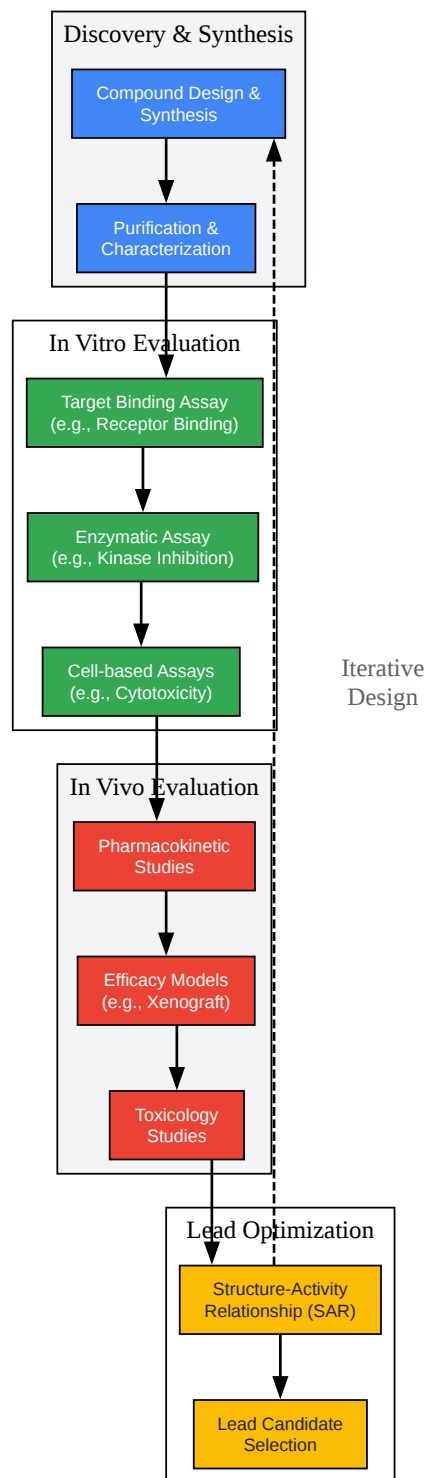 Discovery & Synthesis
Compound Design &
Synthesis
Purification &
Characterization
In Vitro Evaluation
Target Binding Assay
(e.g., Receptor Binding)
Enzymatic Assay
(e.g., Kinase Inhibition)
Cell-based Assays
(e.g., Cytotoxicity)
Iterative
Design
In Vivo Evaluation
Pharmacokinetic
Studies
Efficacy Models
(e.g., Xenograft)
Toxicology
Studies
Lead Optimization
Structure-Activity
Relationship (SAR)
Lead Candidate
Selection